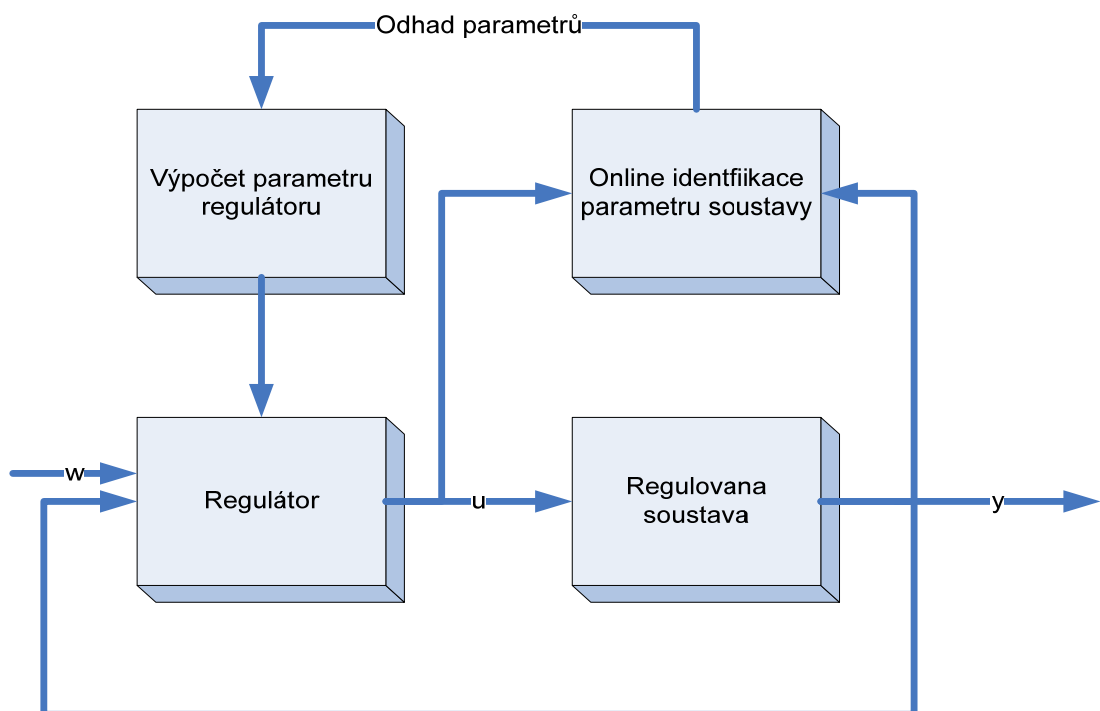 Odhad parametrů
Výpočet parametru
regulátoru
Online identfiikace
parametru soustavy
w
Regulátor
u
Regulovana
soustava
y